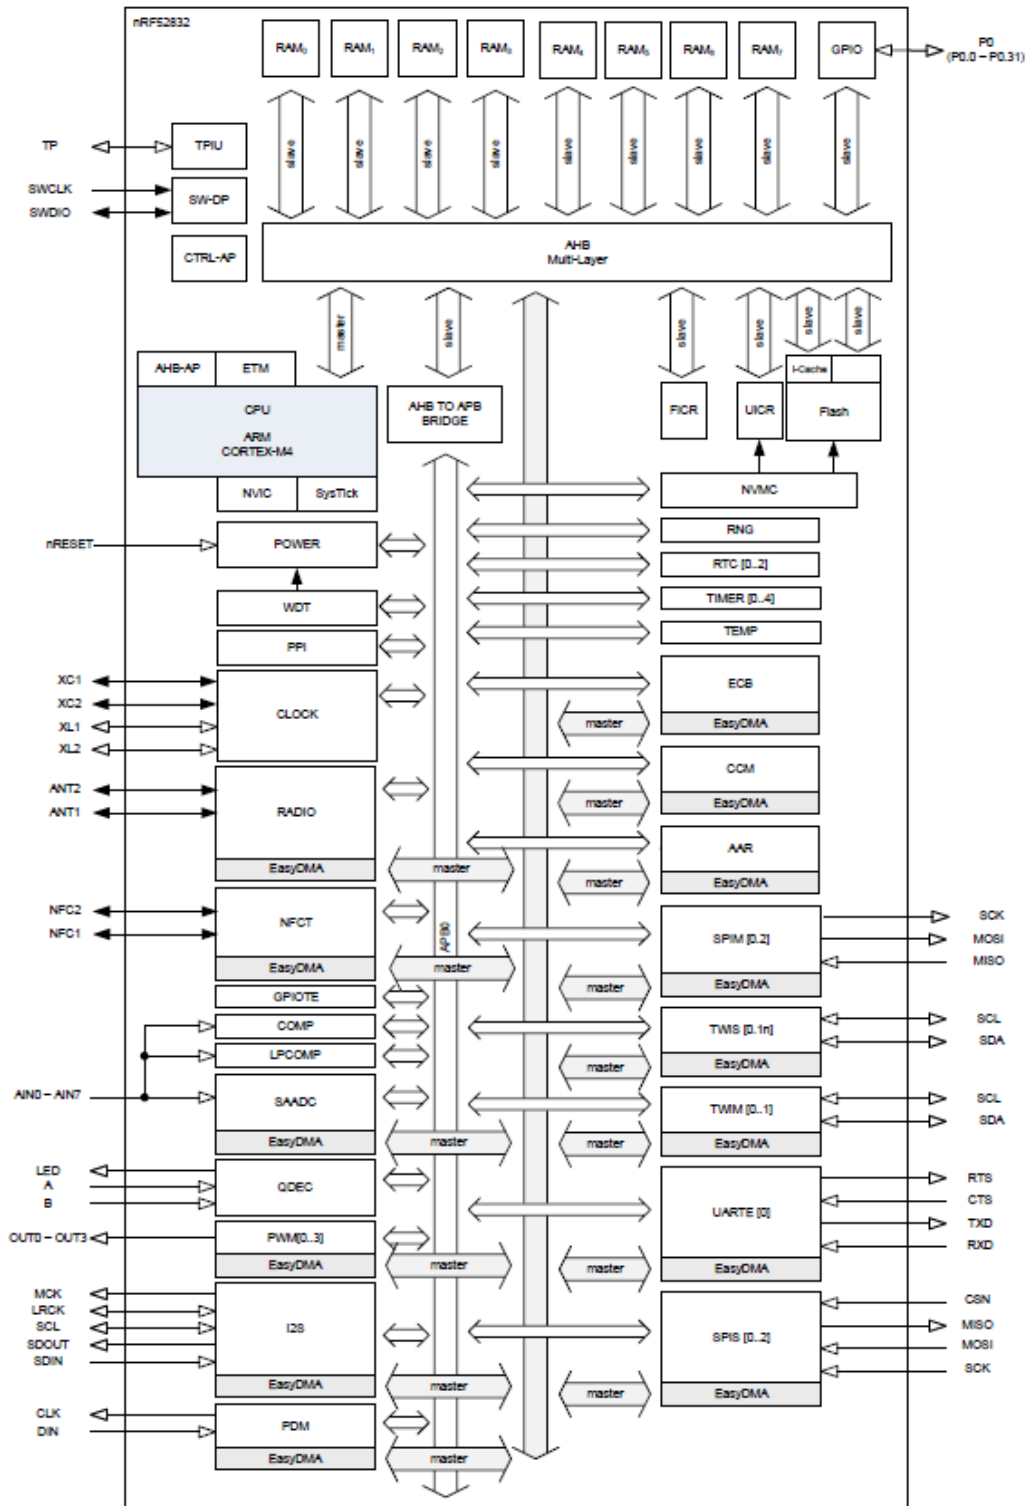 nRF52832
RAM0 RAM1 RAM2 RAM3 RAM4 RAM5 RAM6 RAM7 GPIO
P0
(P0.0 – P0.31)
slave slave slave slave slave slave slave slave slave
TP
TPIU
SWCLK
SWDIO
SW-DP
CTRL-AP
AHB
Multi-Layer
master slave slave slave slave slave
AHB-AP ETM
CPU
ARM
CORTEX-M4
NVIC SysTick
AHB TO APB
BRIDGE
FICR
UICR
I-Cache
Flash
NVMC
nRESET
POWER
RNG
RTC [0..2]
WDT
TIMER [0..4]
PPI
TEMP
XC1
XC2
XL1
XL2
CLOCK
ECB
master EasyDMA
ANT2
ANT1
RADIO
EasyDMA master
CCM
master EasyDMA
AAR
master EasyDMA
NFC2
NFC1
NFCT
EasyDMA master
APB0
SPIM [0..2]
master EasyDMA
SCK
MOSI
MISO
GPIOTE
COMP
LPCOMP
AIN0 – AIN7
SAADC
EasyDMA master
TWIS [0.1n]
master EasyDMA
SCL
SDA
TWIM [0..1]
master EasyDMA
SCL
SDA
LED
A
B
QDEC
OUT0 – OUT3
PWM[0..3]
EasyDMA master
UARTE [0]
master EasyDMA
RTS
CTS
TXD
RXD
MCK
LRCK
SCL
SDOUT
SDIN
I2S
EasyDMA master
SPIS [0..2]
master EasyDMA
CSN
MISO
MOSI
SCK
CLK
DIN
PDM
EasyDMA master